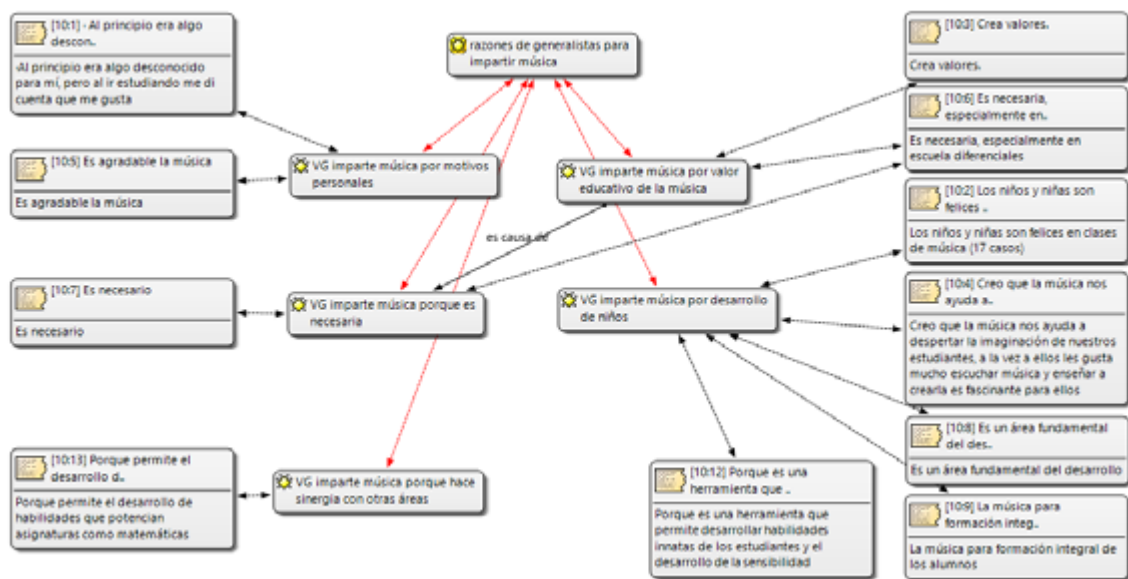 [10:1] - Al principio era algo
descon..
-Al principio era algo desconocido
para mí, pero al ir estudiando me di
cuenta que me gusta
razones de generalistas para
impartir música
[10:3] Crea valores.
Crea valores.
[10:6] Es necesaria,
especialmente en..
Es necesaria, especialmente en
escuela diferenciales
[10:5] Es agradable la música
Es agradable la música
VG imparte música por motivos
personales
VG imparte música por valor
educativo de la música
[10:2] Los niños y niñas son
felices ..
Los niños y niñas son felices en clases
de música (17 casos)
es causa de
[10:7] Es necesario
Es necesario
VG imparte música porque es
necesaria
VG imparte música por desarrollo
de niños
[10:4] Creo que la música nos
ayuda a..
Creo que la música nos ayuda a
despertar la imaginación de nuestros
estudiantes, a la vez a ellos les gusta
mucho escuchar música y enseñar a
crearla es fascinante para ellos
[10:8] Es un área fundamental
del des..
Es un área fundamental del desarrollo
[10:13] Porque permite el
desarrollo d..
Porque permite el desarrollo de
habilidades que potencian
asignaturas como matemáticas
VG imparte música porque hace
sinergia con otras áreas
[10:12] Porque es una
herramienta que ..
Porque es una herramienta que
permite desarrollar habilidades
innatas de los estudiantes y el
desarrollo de la sensibilidad
[10:9] La música para
formación integ..
La música para formación integral de
los alumnos